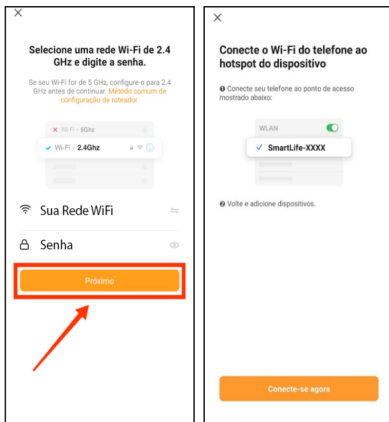 Selecione uma rede Wi-Fi de 2.4
GHz e digite a senha.
Se seu Wi-Fi for de 5 GHz, configure-o para 2.4
GHz antes de continuar. Método comum de
configuração de roteador
Wi-Fi - 5Ghz
Wi-Fi - 2.4Ghz
Sua Rede WiFi
Senha
Próximo
Conecte o Wi-Fi do telefone ao
hotspot do dispositivo
1 Conecte seu telefone ao ponto de acesso
mostrado abaixo:
WLAN
SmartLife-XXXX
2 Volte e adicione dispositivos.
Conecte-se agora